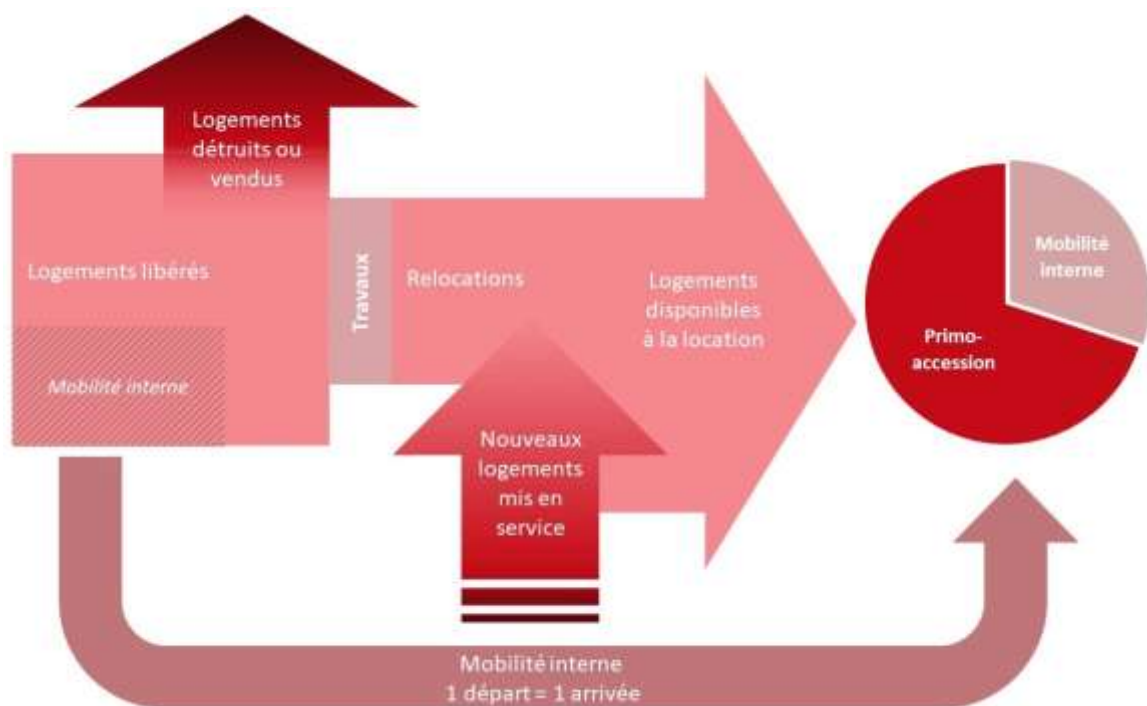 Logements
détruits ou
vendus
Logements libérés
Mobilité interne
Travaux
Relocations
Logements
disponibles
à la location
Nouveaux
logements
mis en
service
Mobilité
interne
Primo-
accession
Mobilité interne
1 départ = 1 arrivée